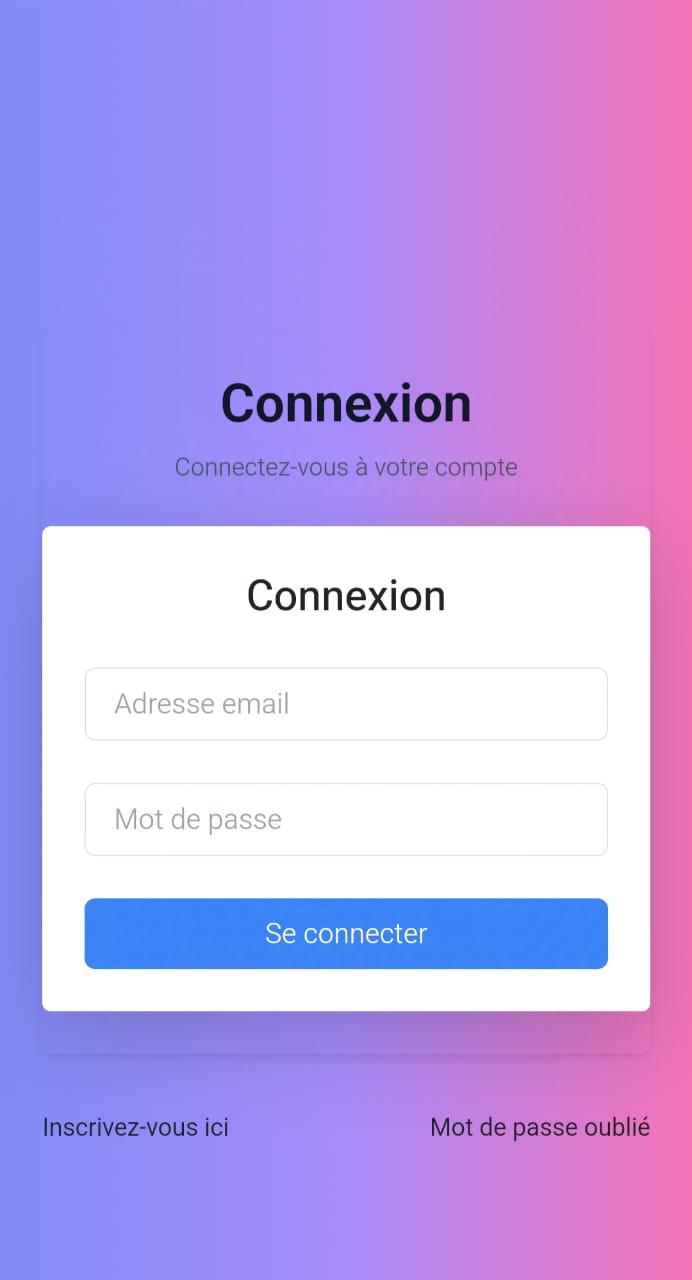 Connexion
Connectez-vous à votre compte
Connexion
Adresse email
Mot de passe
Se connecter
Inscrivez-vous ici
Mot de passe oublié